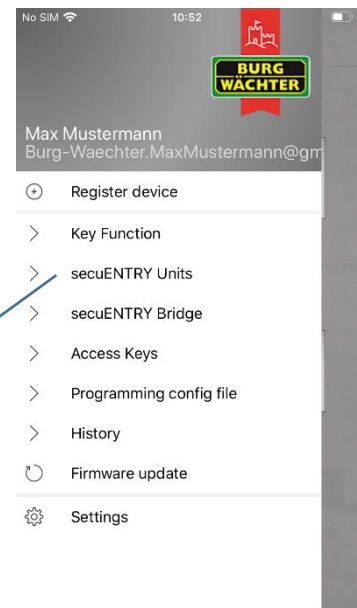 No SIM 10:52
BURG
WÄCHTER
Max Mustermann
Burg-Waechter.MaxMustermann@gm
Register device
Key Function
secuENTRY Units
secuENTRY Bridge
Access Keys
Programming config file
History
Firmware update
Settings